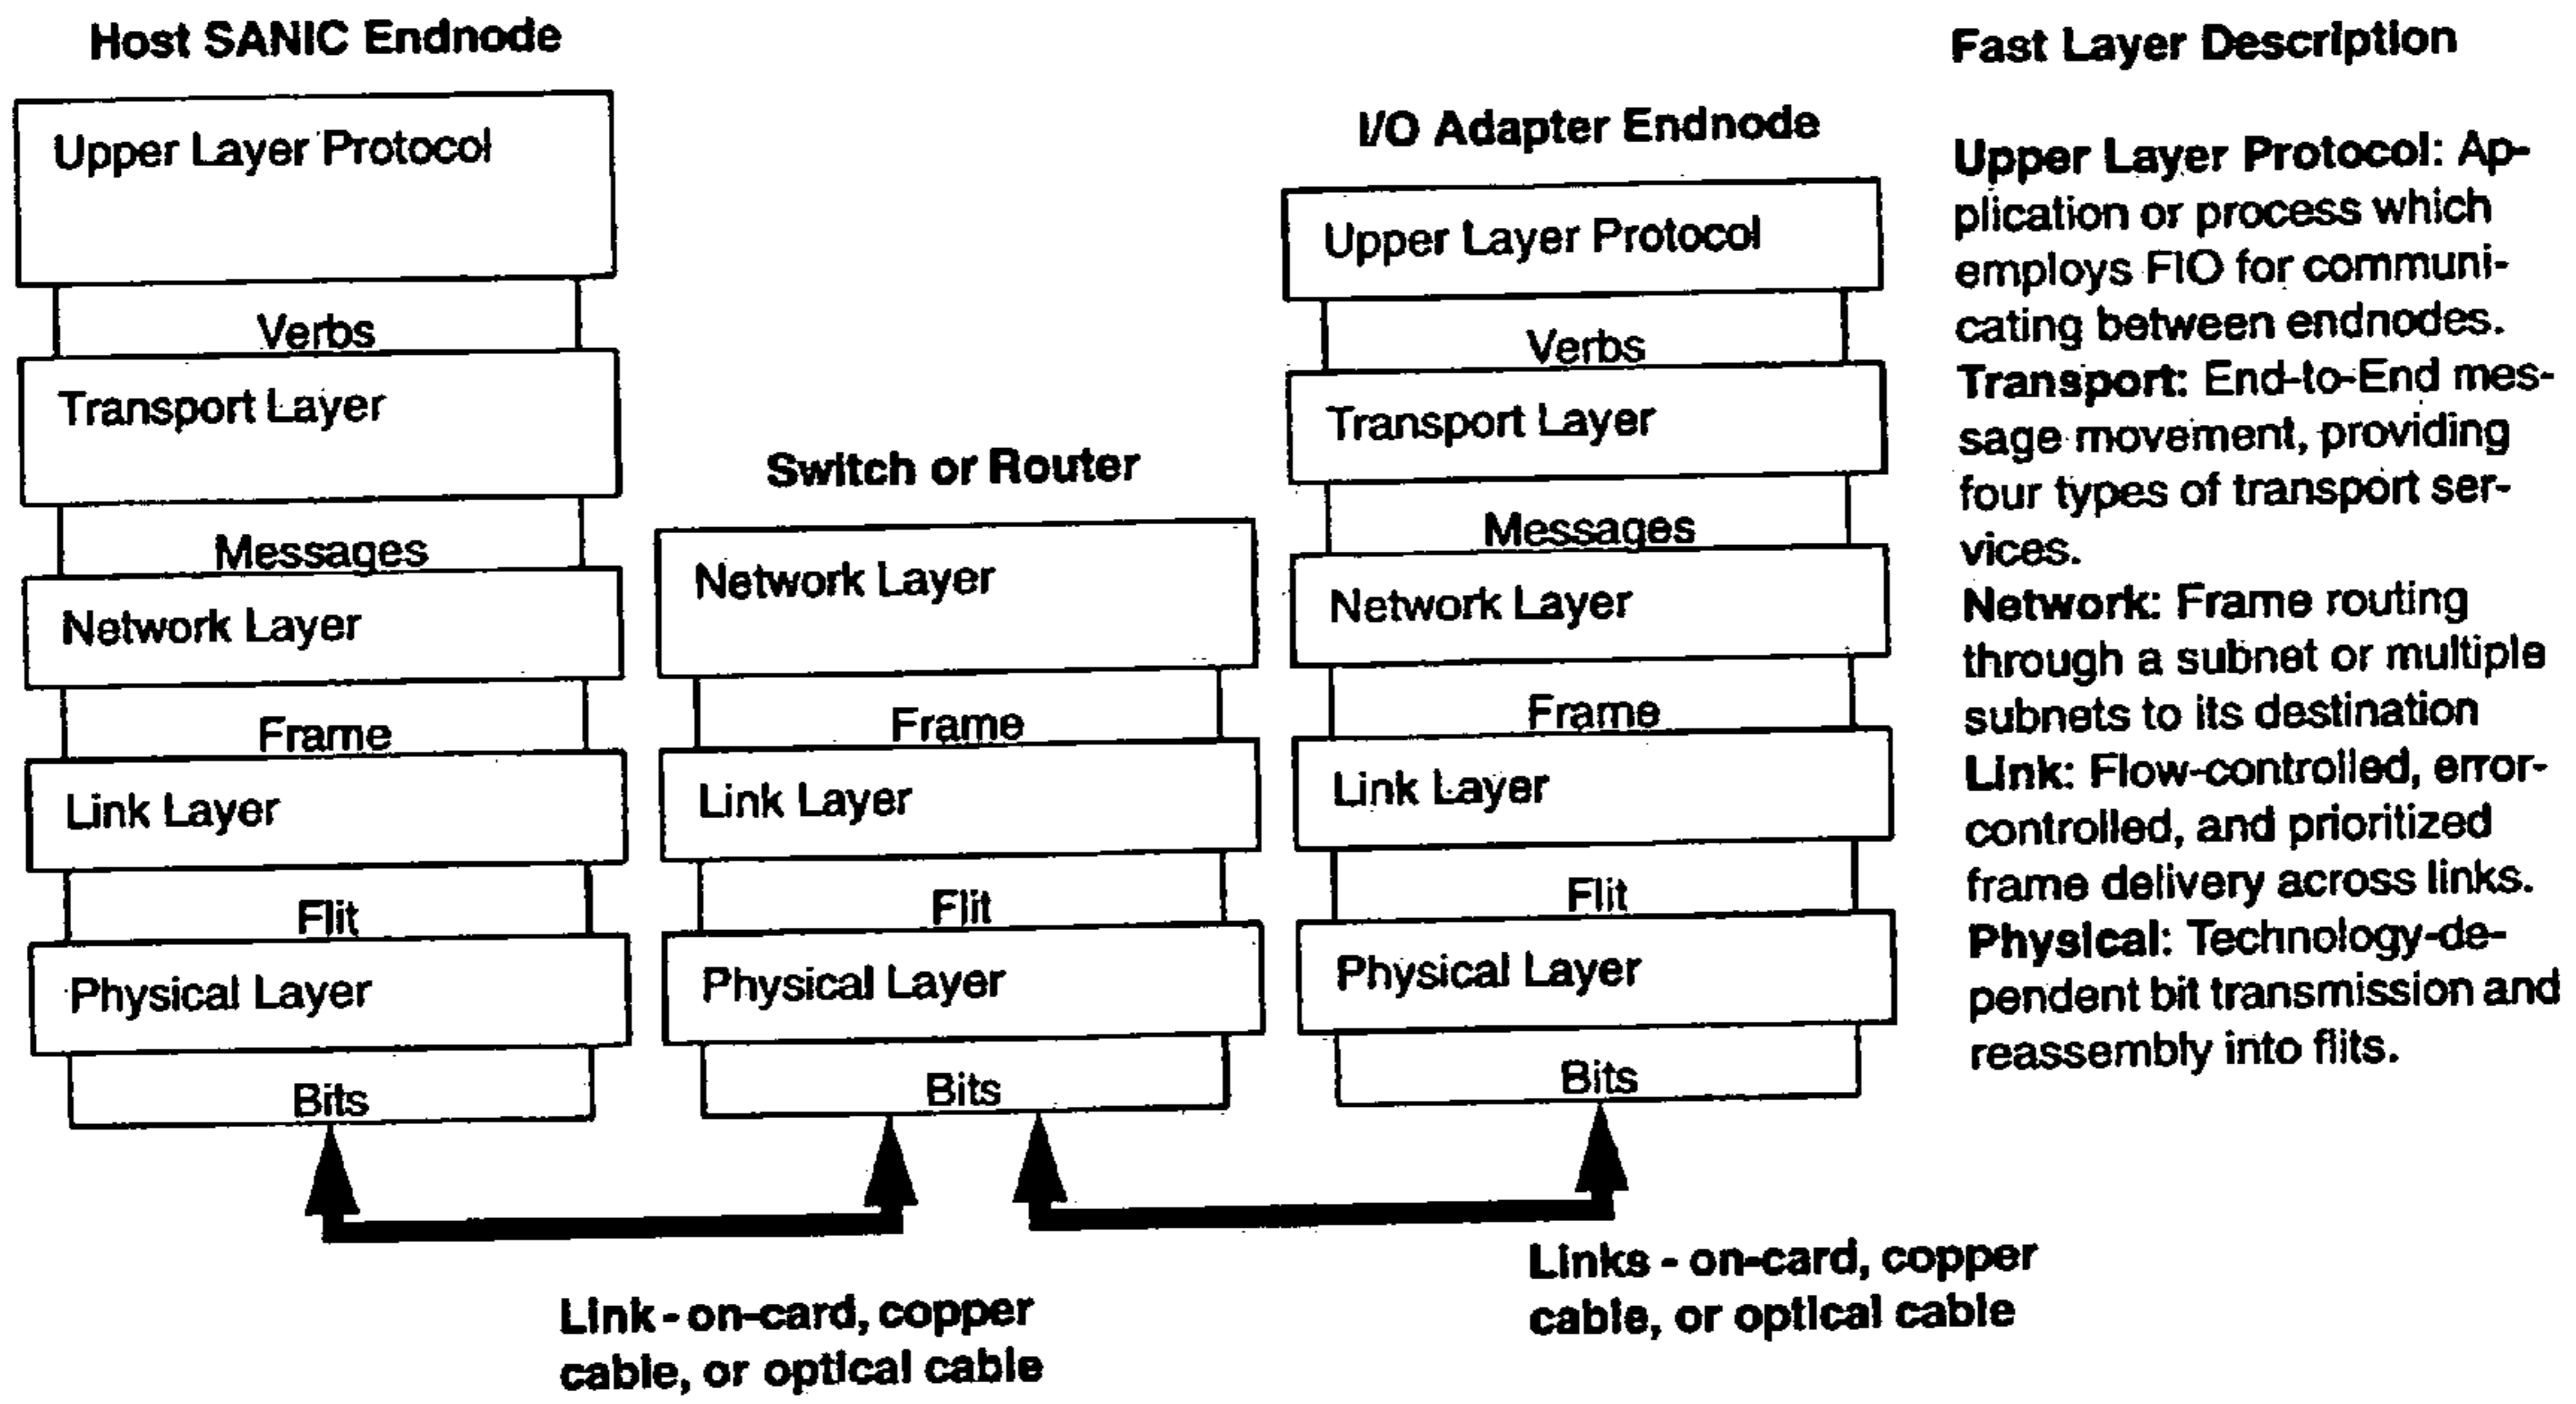 Host SANIC Endnode
Upper Layer Protocol
Verbs
Transport Layer
Messages
Network Layer
Frame
Link Layer
Flit
Physical Layer
Bits
Switch or Router
Network Layer
Frame
Link Layer
Flit
Physical Layer
Bits
I/O Adapter Endnode
Upper Layer Protocol
Verbs
Transport Layer
Messages
Network Layer
Frame
Link Layer
Flit
Physical Layer
Bits
Link - on-card, copper
cable, or optical cable
Links - on-card, copper
cable, or optical cable
Fast Layer Description
Upper Layer Protocol: Ap-
plication or process which
employs FIO for communi-
cating between endnodes.
Transport: End-to-End mes-
sage movement, providing
four types of transport ser-
vices.
Network: Frame routing
through a subnet or multiple
subnets to its destination
Link: Flow-controlled, error-
controlled, and prioritized
frame delivery across links.
Physical: Technology-de-
pendent bit transmission and
reassembly into flits.